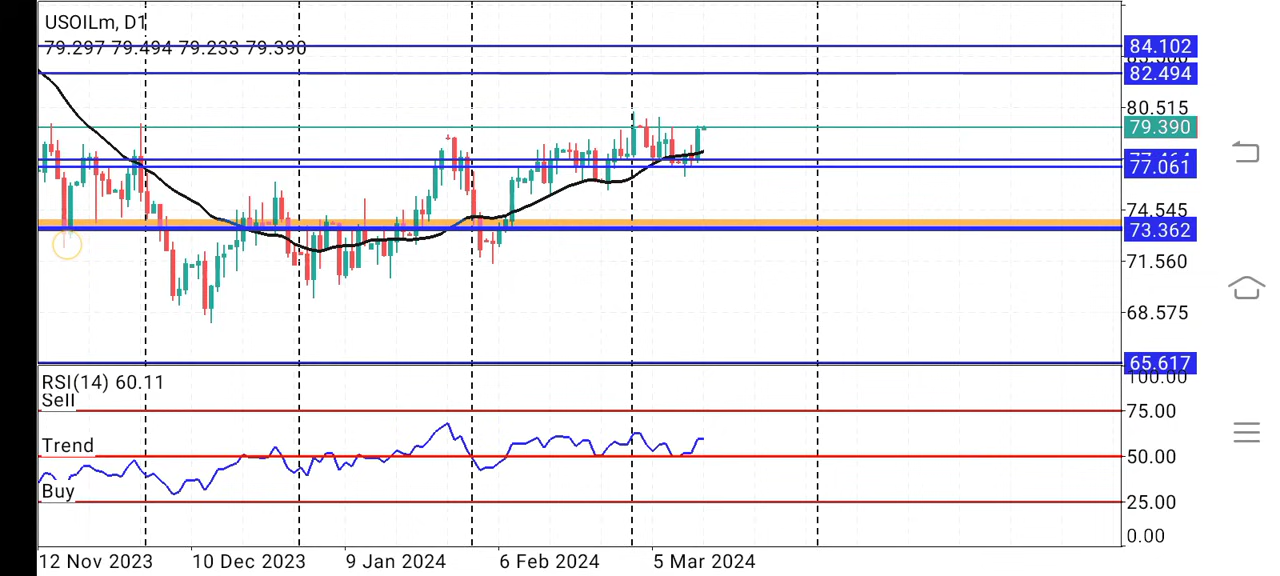 USOILm, D1
79.297 79.494 79.233 79.390
84.102
82.494
80.515
79.390
77.061
74.545
73.362
71.560
68.575
65.617
RSI(14) 60.11
100.00
Sell
75.00
Trend
50.00
Buy
25.00
0.00
12 Nov 2023 10 Dec 2023 9 Jan 2024 6 Feb 2024 5 Mar 2024